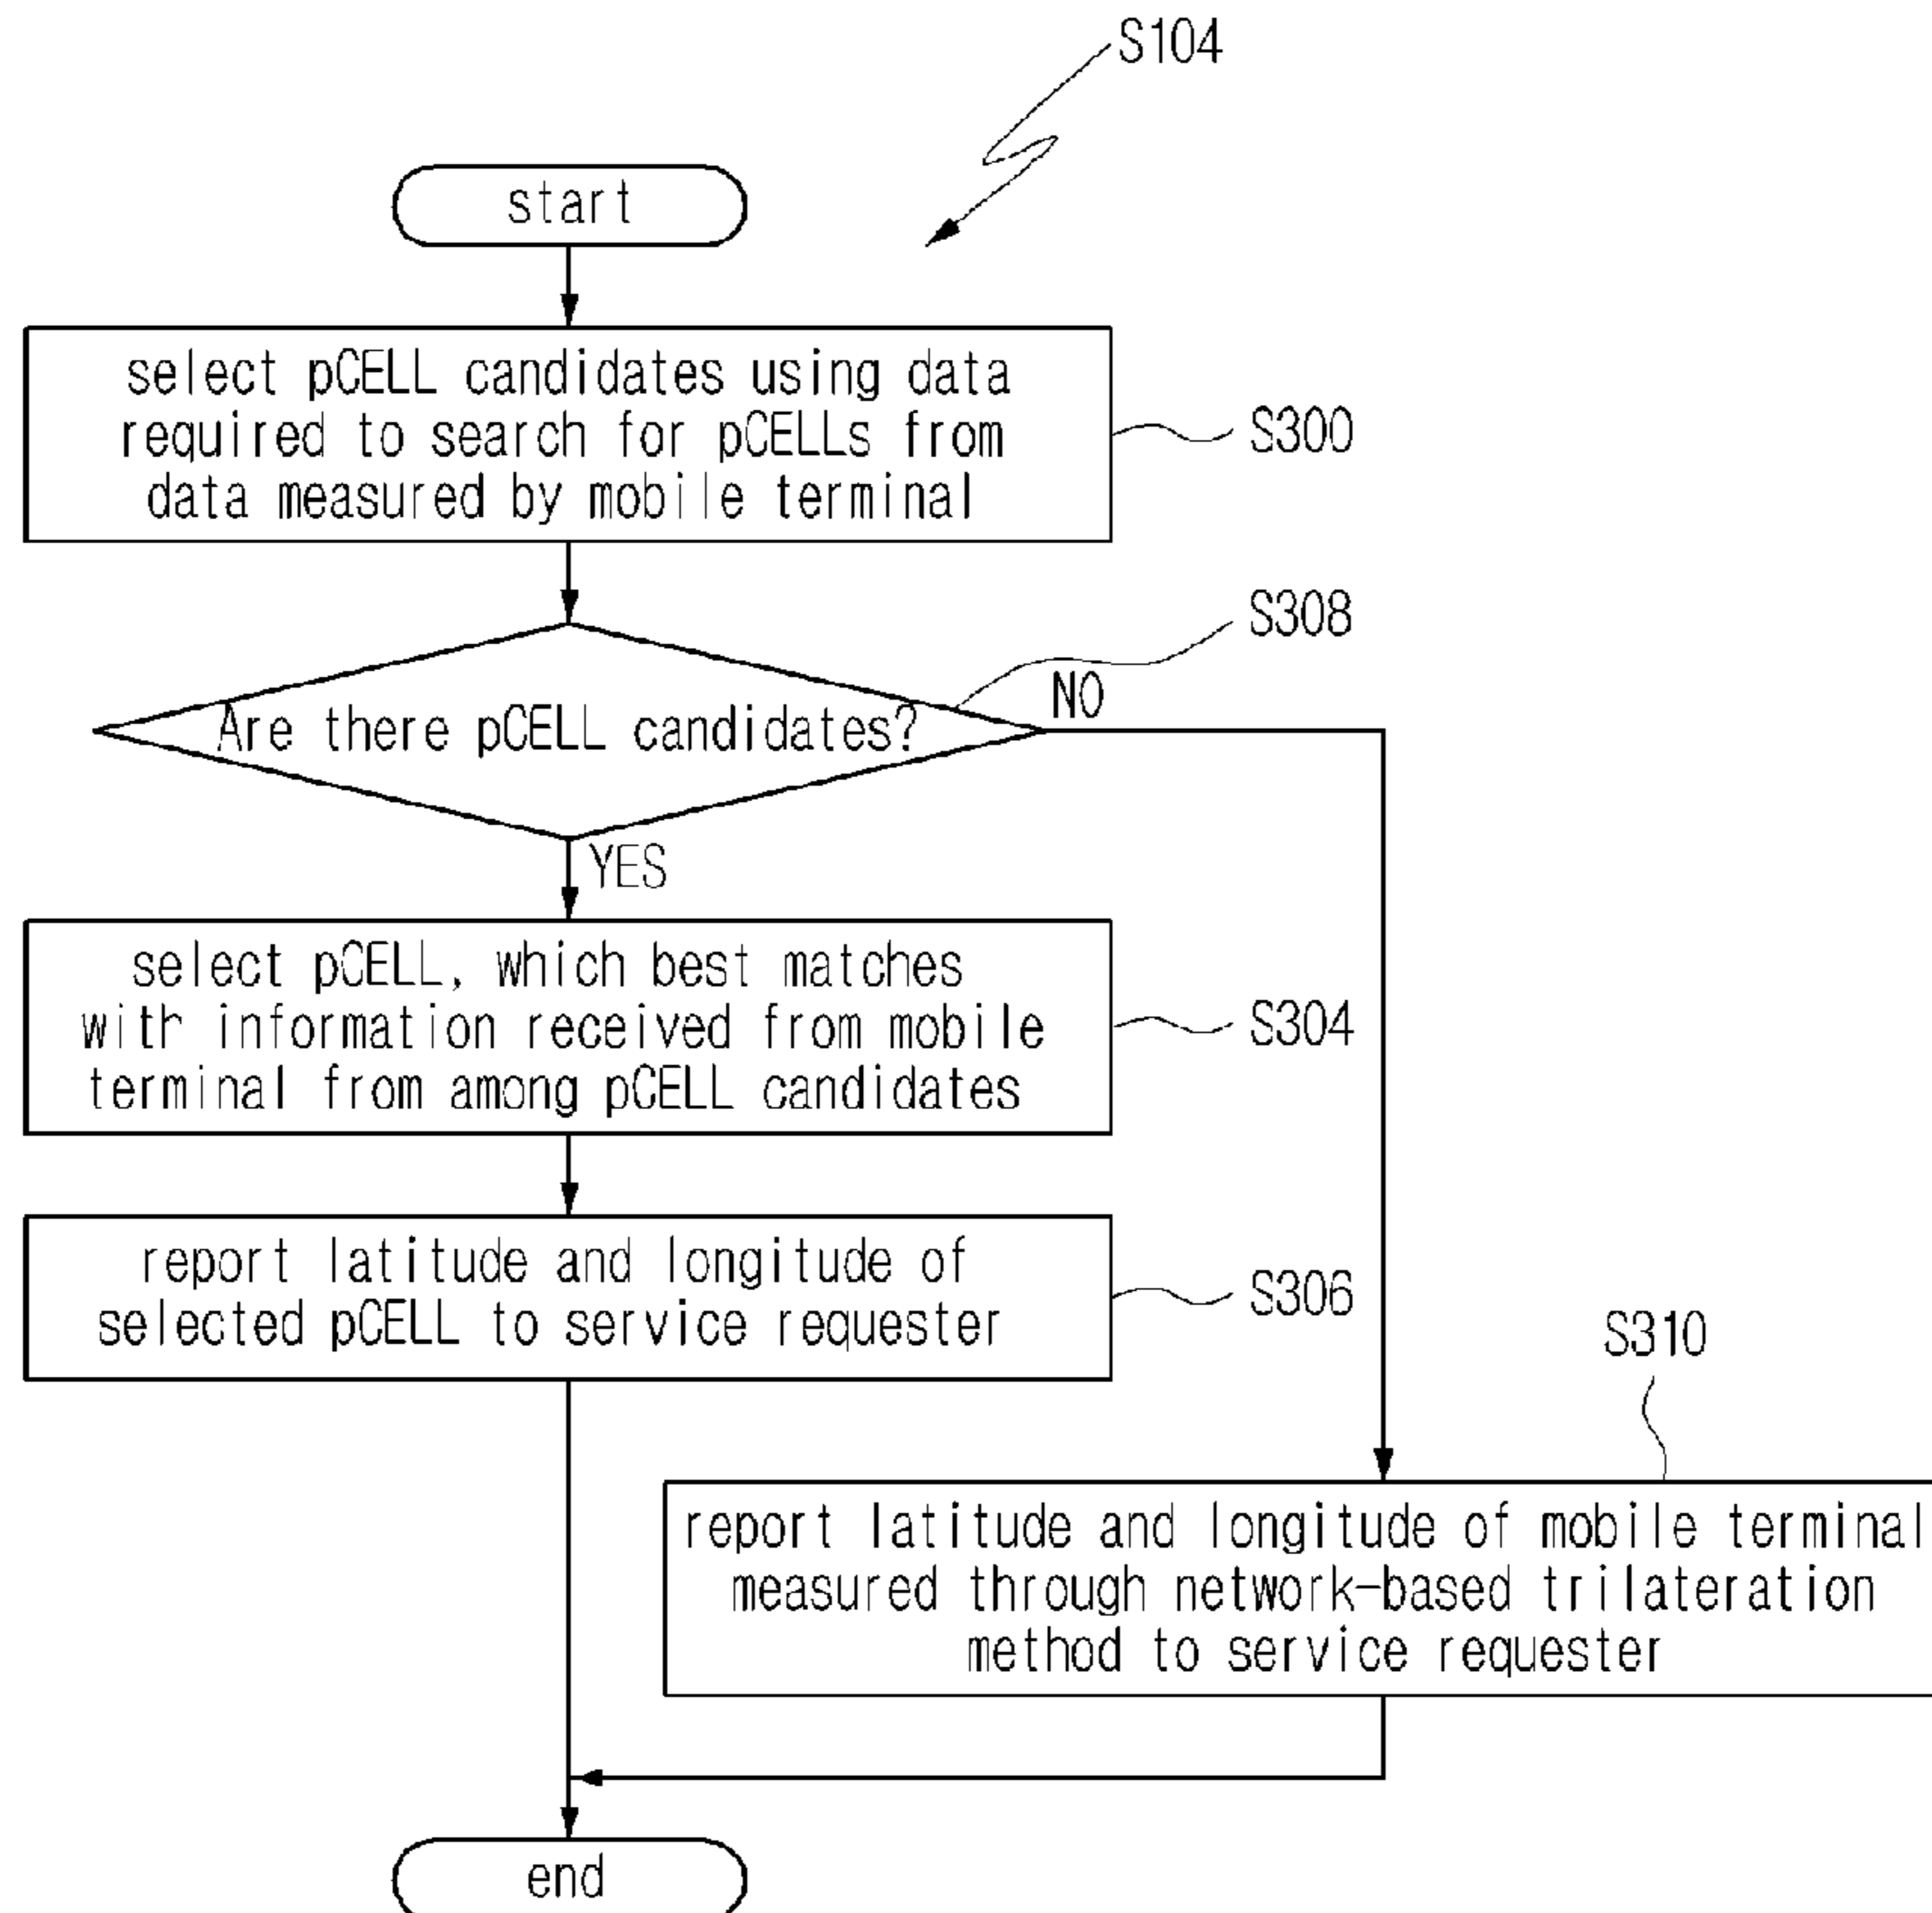 S104
start
select pCELL candidates using data
required to search for pCELLs from
data measured by mobile terminal
S300
S308
Are there pCELL candidates?
NO
YES
select pCELL, which best matches
with information received from mobile
terminal from among pCELL candidates
S304
report latitude and longitude of
selected pCELL to service requester
S306
S310
report latitude and longitude of mobile terminal
measured through network-based trilateration
method to service requester
end